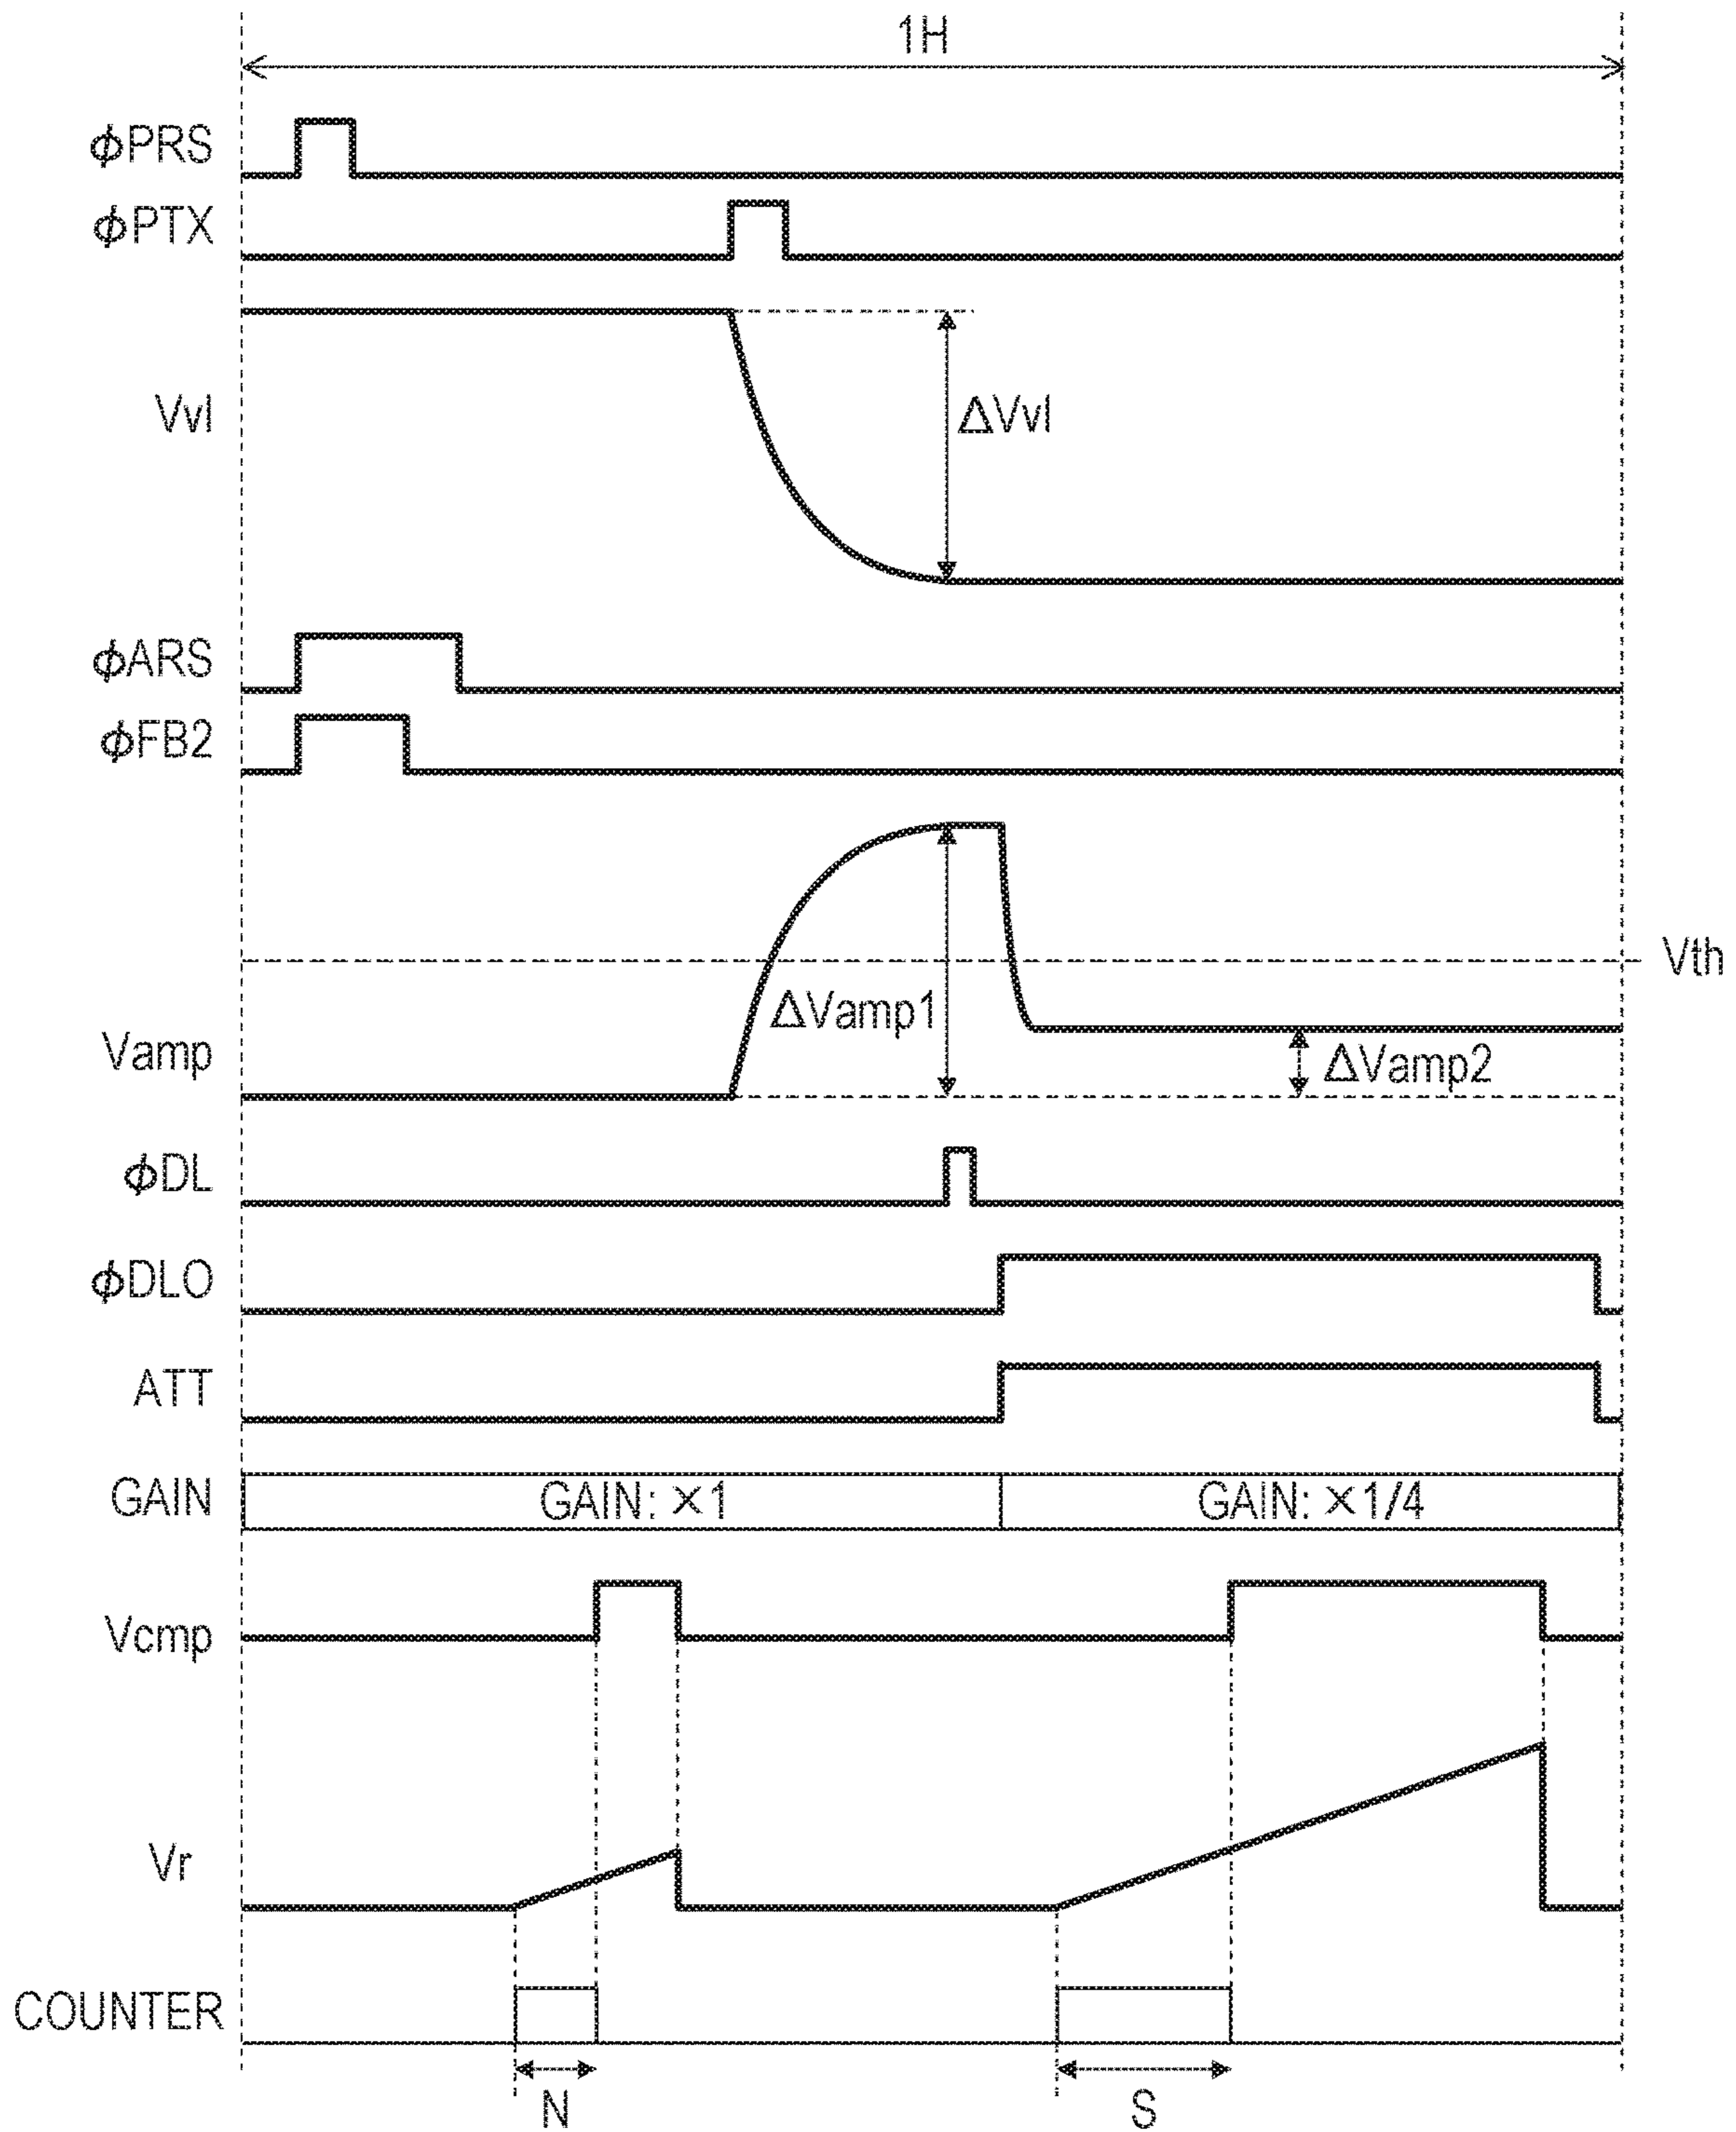 1H
ϕPRS
ϕPTX
Vvl
ΔVvl
ϕARS
ϕFB2
Vth
ΔVamp1
Vamp
ΔVamp2
ϕDL
ϕDLO
ATT
GAIN GAIN: ×1 GAIN: ×1/4
Vcmp
Vr
COUNTER
N S